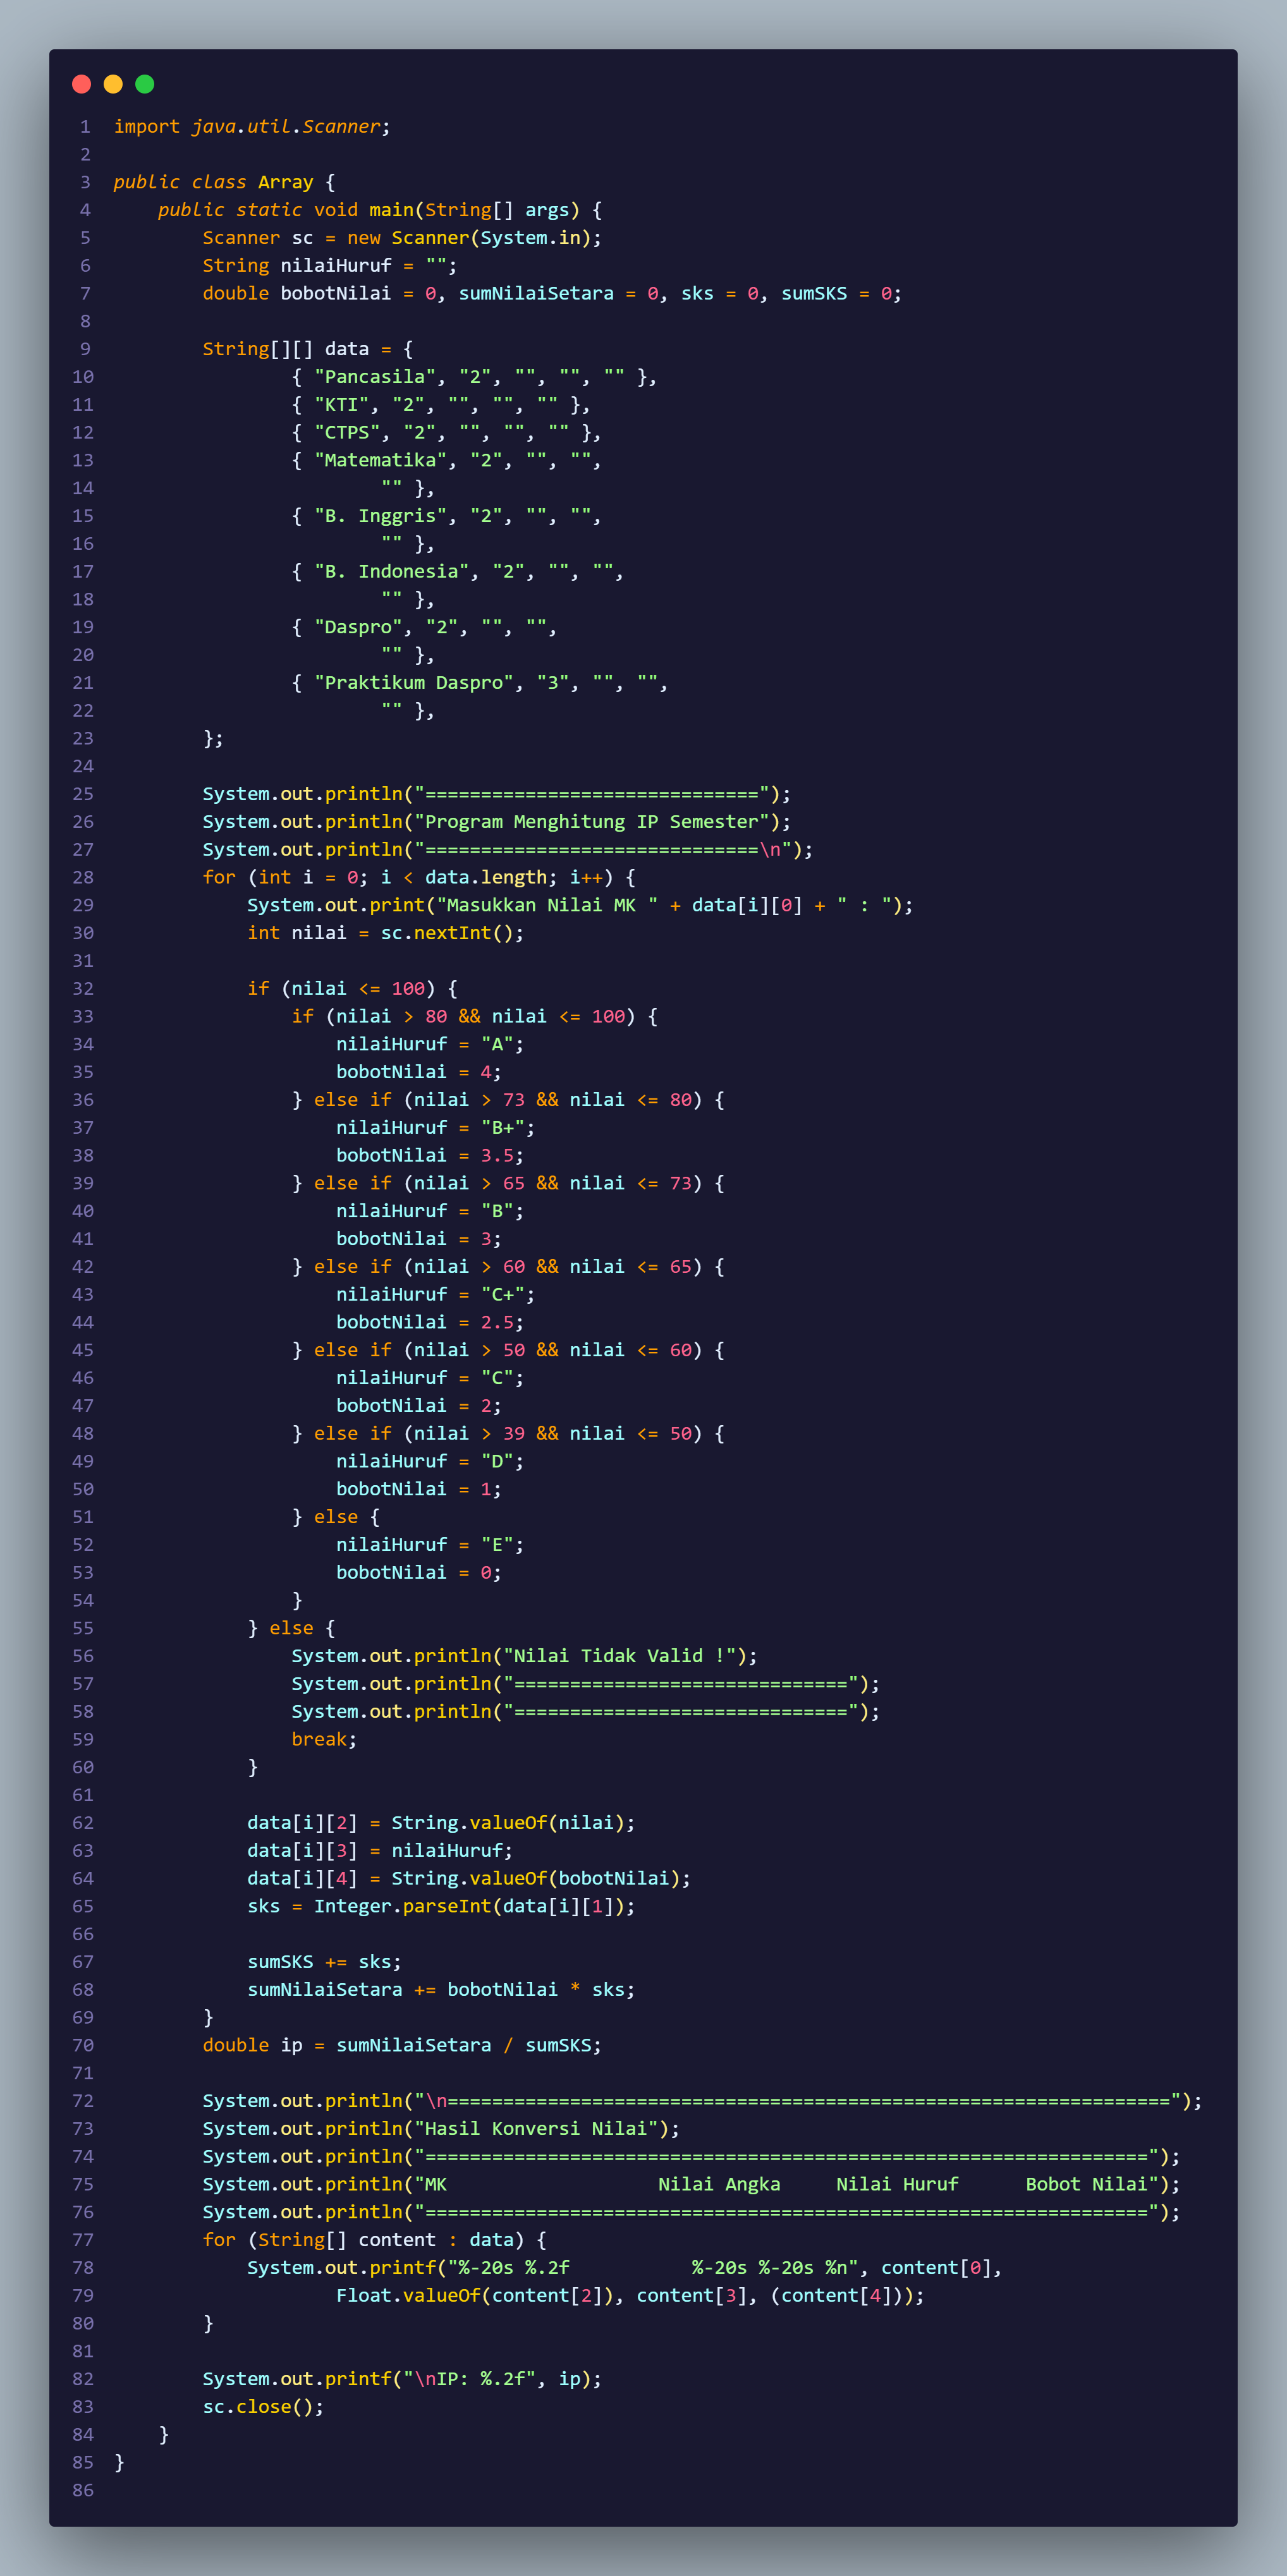 1 import java.util.Scanner;
2
3 public class Array {
4     public static void main(String[] args) {
5         Scanner sc = new Scanner(System.in);
6         String nilaiHuruf = "";
7         double bobotNilai = 0, sumNilaiSetara = 0, sks = 0, sumSKS = 0;
8
9         String[][] data = {
10                 { "Pancasila", "2", "", "", "" },
11                 { "KTI", "2", "", "", "" },
12                 { "CTPS", "2", "", "", "" },
13                 { "Matematika", "2", "", "",
14                         "" },
15                 { "B. Inggris", "2", "", "",
16                         "" },
17                 { "B. Indonesia", "2", "", "",
18                         "" },
19                 { "Daspro", "2", "", "",
20                         "" },
21                 { "Praktikum Daspro", "3", "", "",
22                         "" },
23         };
24
25         System.out.println("==============================");
26         System.out.println("Program Menghitung IP Semester");
27         System.out.println("==============================\n");
28         for (int i = 0; i < data.length; i++) {
29             System.out.print("Masukkan Nilai MK " + data[i][0] + " : ");
30             int nilai = sc.nextInt();
31
32             if (nilai <= 100) {
33                 if (nilai > 80 && nilai <= 100) {
34                     nilaiHuruf = "A";
35                     bobotNilai = 4;
36                 } else if (nilai > 73 && nilai <= 80) {
37                     nilaiHuruf = "B+";
38                     bobotNilai = 3.5;
39                 } else if (nilai > 65 && nilai <= 73) {
40                     nilaiHuruf = "B";
41                     bobotNilai = 3;
42                 } else if (nilai > 60 && nilai <= 65) {
43                     nilaiHuruf = "C+";
44                     bobotNilai = 2.5;
45                 } else if (nilai > 50 && nilai <= 60) {
46                     nilaiHuruf = "C";
47                     bobotNilai = 2;
48                 } else if (nilai > 39 && nilai <= 50) {
49                     nilaiHuruf = "D";
50                     bobotNilai = 1;
51                 } else {
52                     nilaiHuruf = "E";
53                     bobotNilai = 0;
54                 }
55             } else {
56                 System.out.println("Nilai Tidak Valid !");
57                 System.out.println("==============================");
58                 System.out.println("==============================");
59                 break;
60             }
61
62             data[i][2] = String.valueOf(nilai);
63             data[i][3] = nilaiHuruf;
64             data[i][4] = String.valueOf(bobotNilai);
65             sks = Integer.parseInt(data[i][1]);
66
67             sumSKS += sks;
68             sumNilaiSetara += bobotNilai * sks;
69         }
70         double ip = sumNilaiSetara / sumSKS;
71
72         System.out.println("\n=================================================================");
73         System.out.println("Hasil Konversi Nilai");
74         System.out.println("=================================================================");
75         System.out.println("MK                   Nilai Angka     Nilai Huruf      Bobot Nilai");
76         System.out.println("=================================================================");
77         for (String[] content : data) {
78             System.out.printf("%-20s %.2f           %-20s %-20s %n", content[0],
79                     Float.valueOf(content[2]), content[3], (content[4]));
80         }
81
82         System.out.printf("\nIP: %.2f", ip);
83         sc.close();
84     }
85 }
86